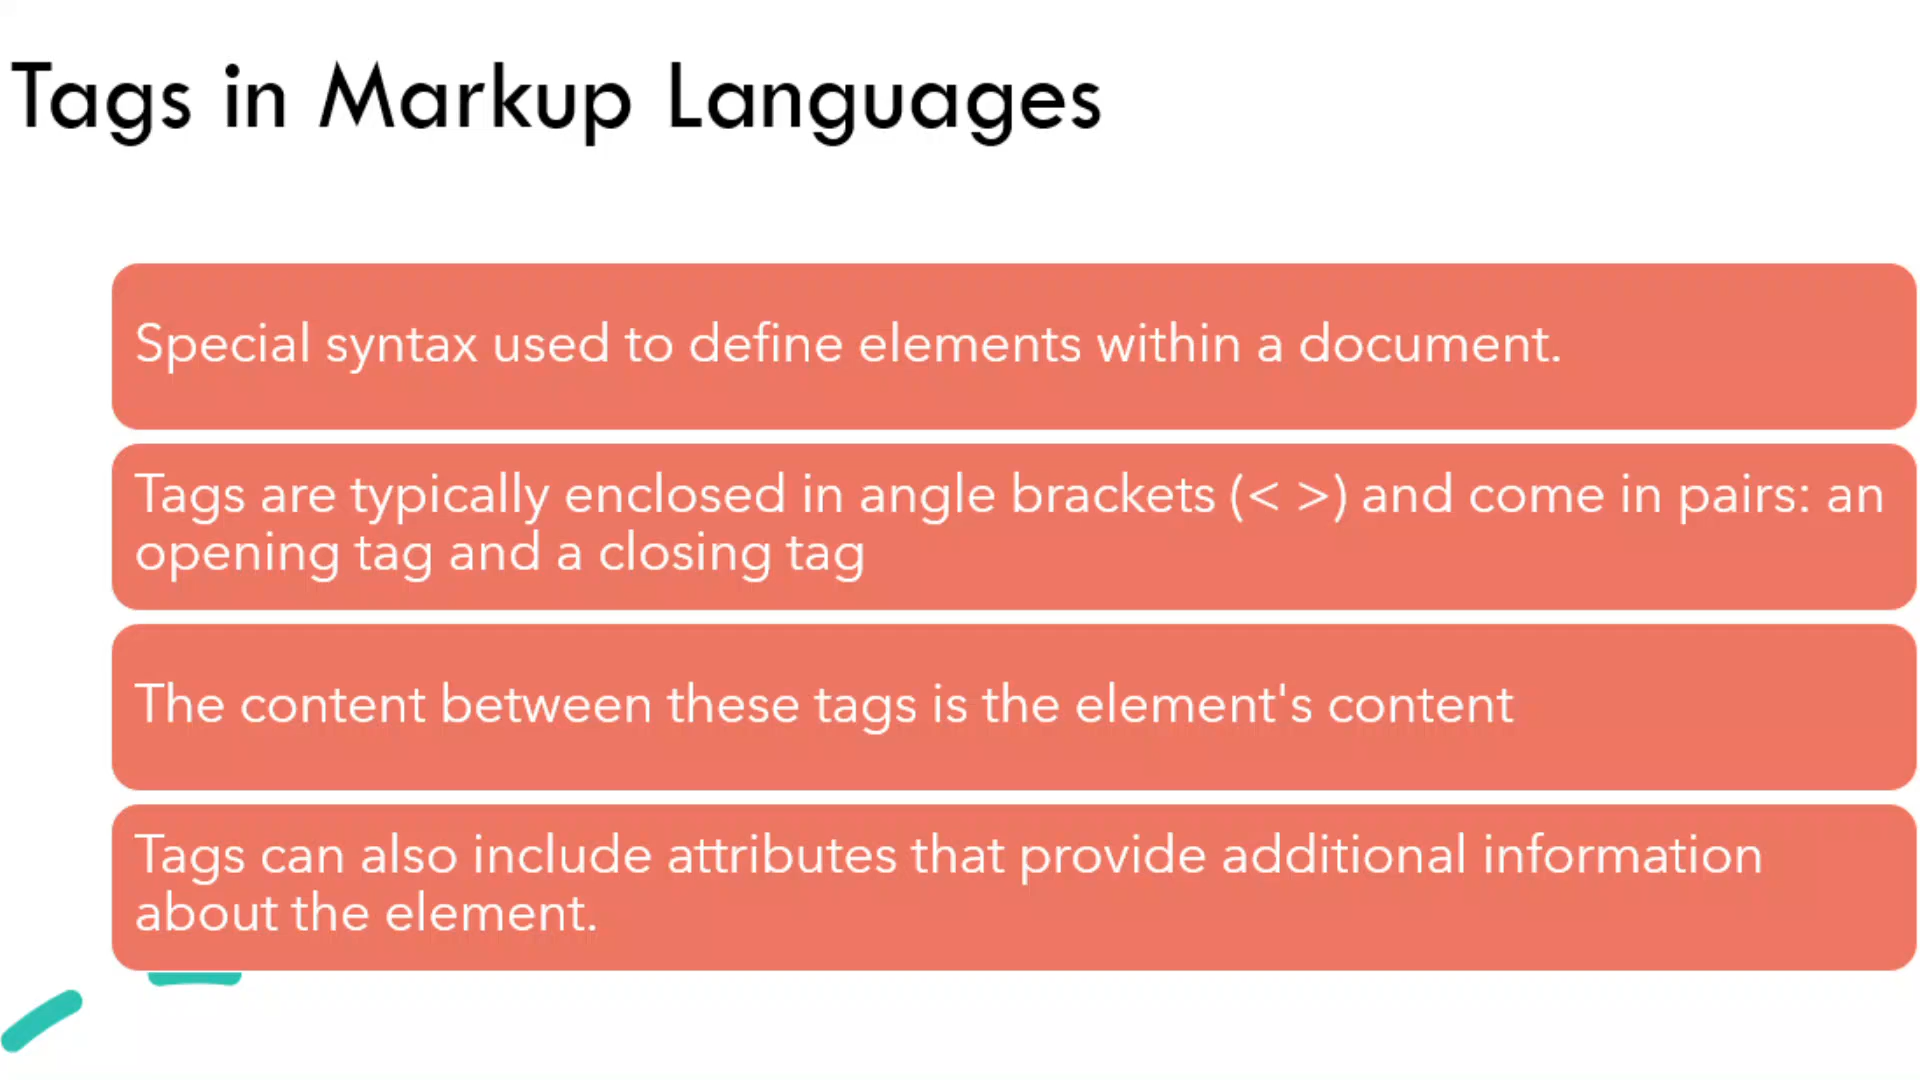 Tags in Markup Languages
Special syntax used to define elements within a document.
Tags are typically enclosed in angle brackets (< >) and come in pairs: an
opening tag and a closing tag
The content between these tags is the element's content
Tags can also include attributes that provide additional information
about the element.